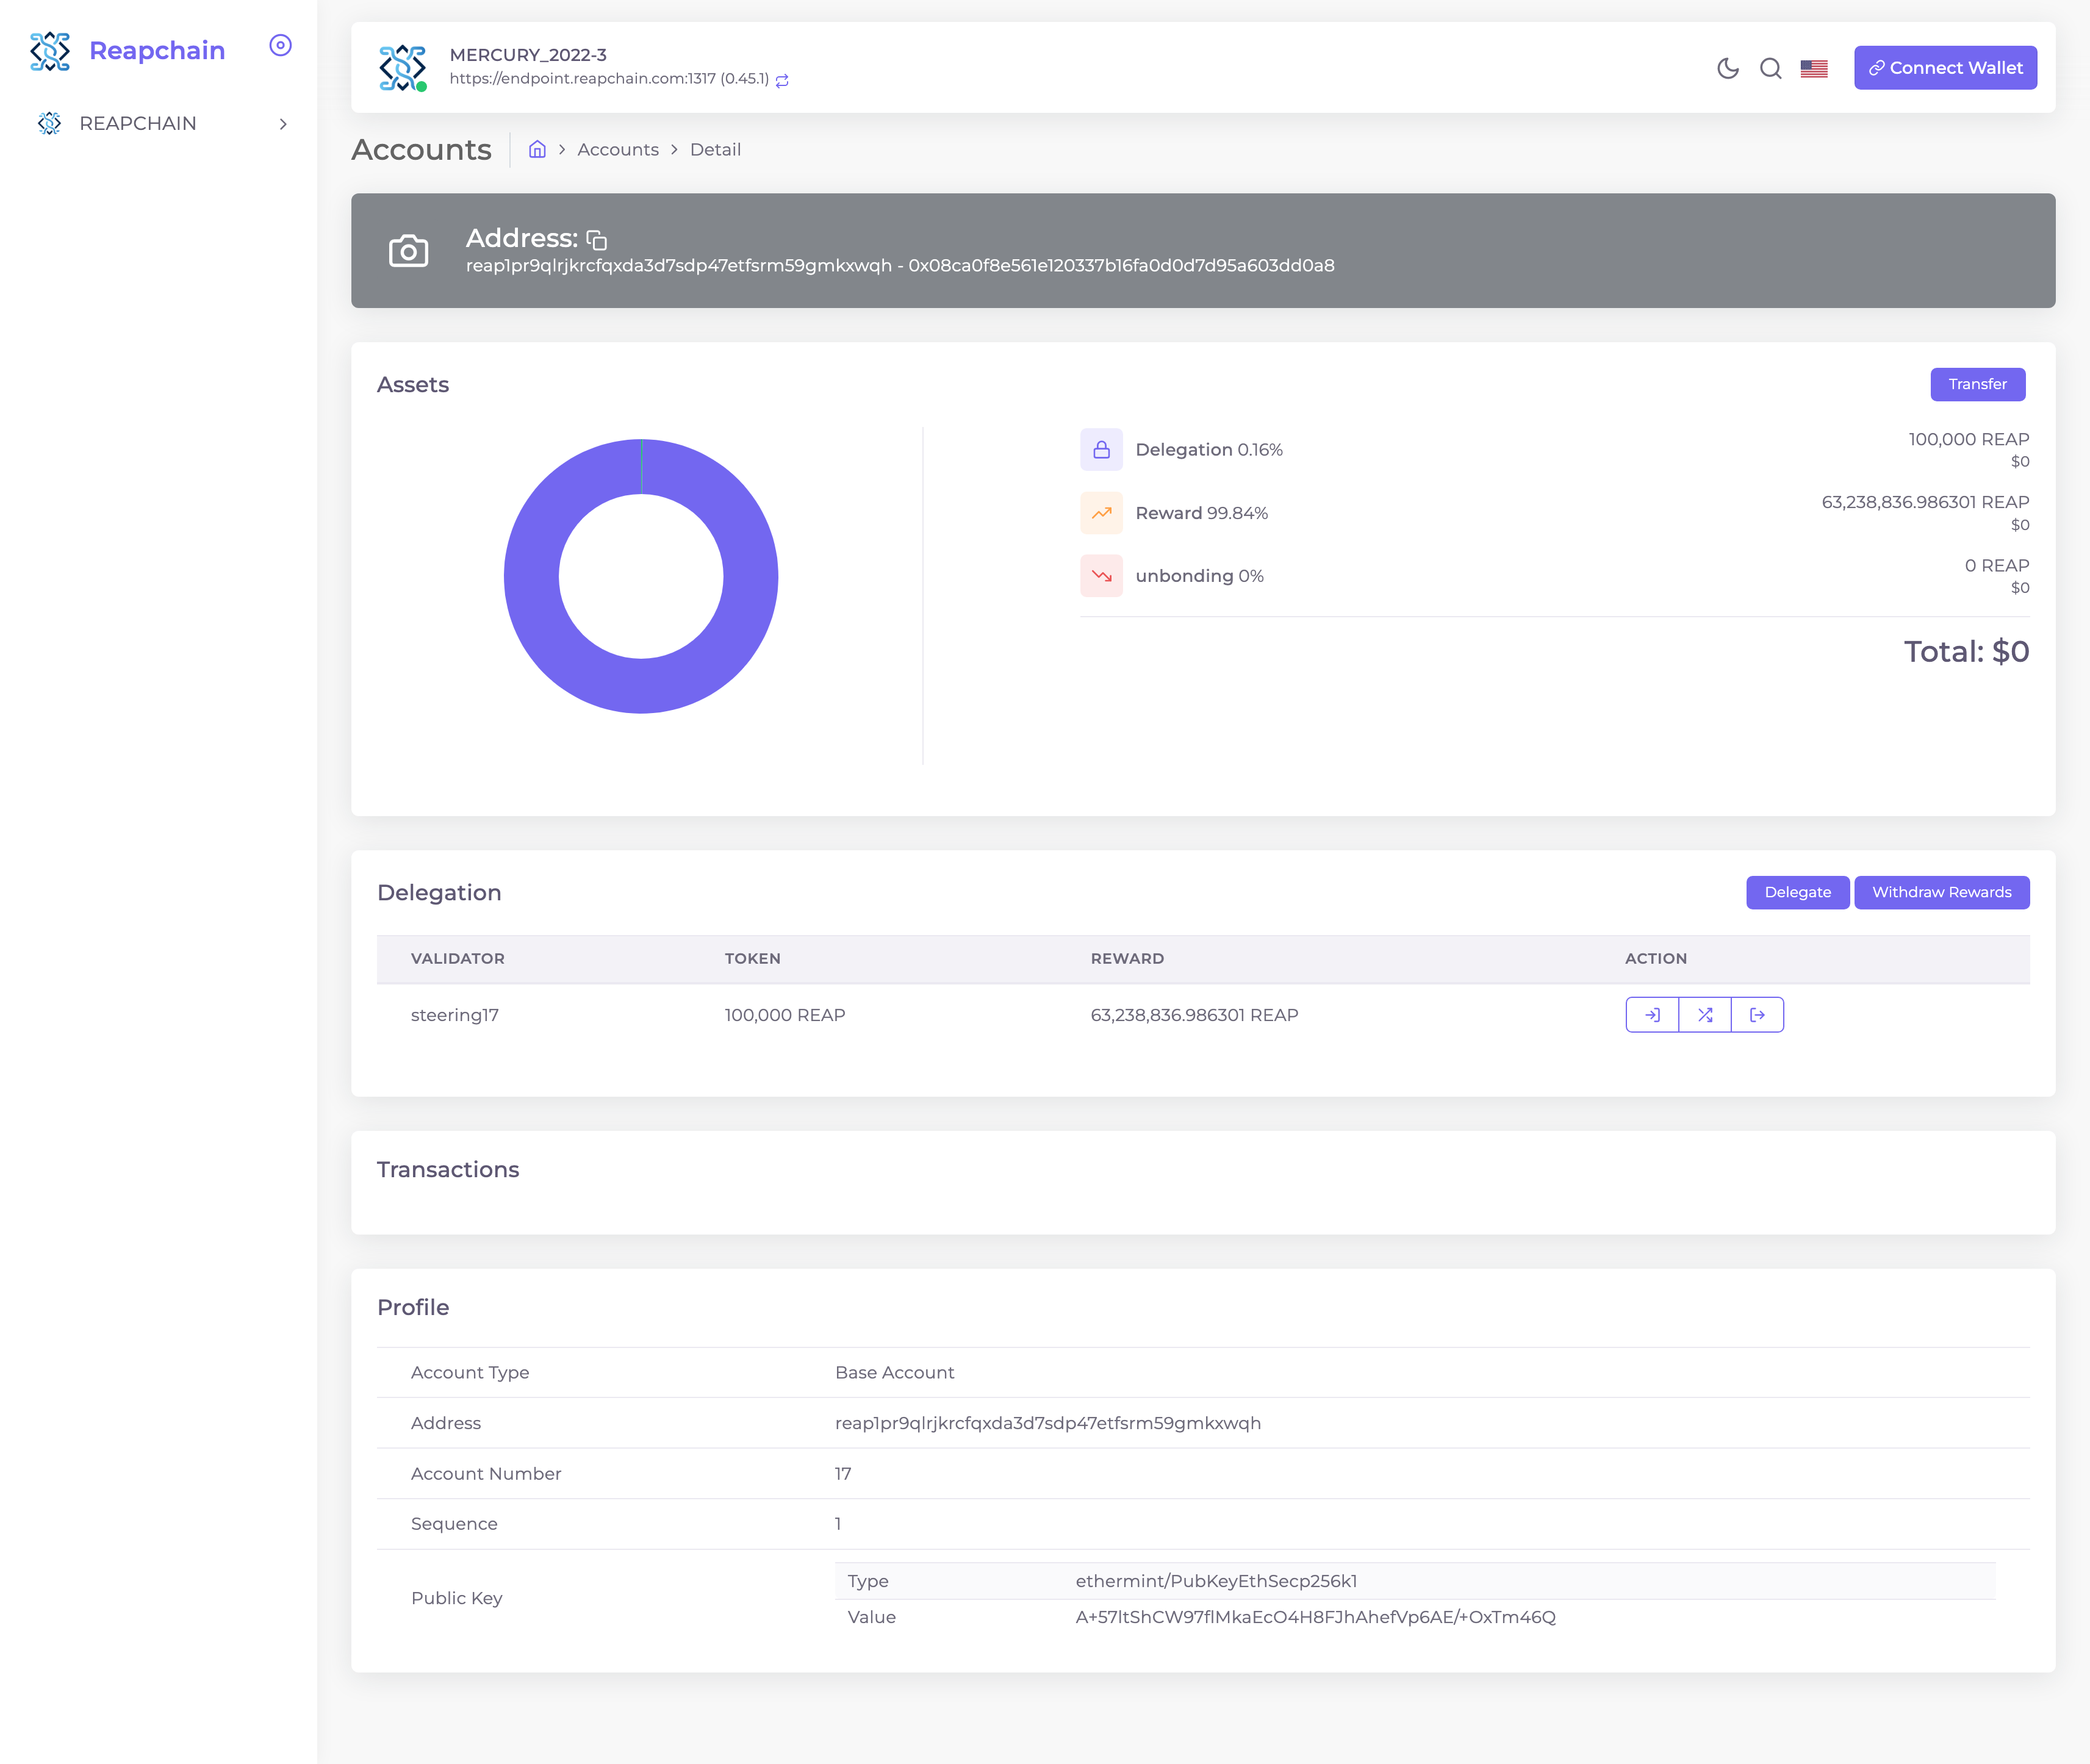 Reapchain
REAPCHAIN
MERCURY_2022-3
https://endpoint.reapchain.com:1317 (0.45.1)
Connect Wallet
Accounts
Accounts
Detail
Address:
reap1pr9qlrjkrcfqxda3d7sdp47etfsrm59gmkxwqh - 0x08ca0f8e561e120337b16fa0d0d7d95a603dd0a8
Assets
Transfer
Delegation 0.16%
100,000 REAP
$0
Reward 99.84%
63,238,836.986301 REAP
$0
unbonding 0%
0 REAP
$0
Total: $0
Delegation
Delegate
Withdraw Rewards
VALIDATOR TOKEN REWARD ACTION
steering17 100,000 REAP 63,238,836.986301 REAP
Transactions
Profile
Account Type Base Account
Address reap1pr9qlrjkrcfqxda3d7sdp47etfsrm59gmkxwqh
Account Number 17
Sequence 1
Public Key
Type ethermint/PubKeyEthSecp256k1
Value A+57ltShCW97flMkaEcO4H8FJhAhefVp6AE/+OxTm46Q